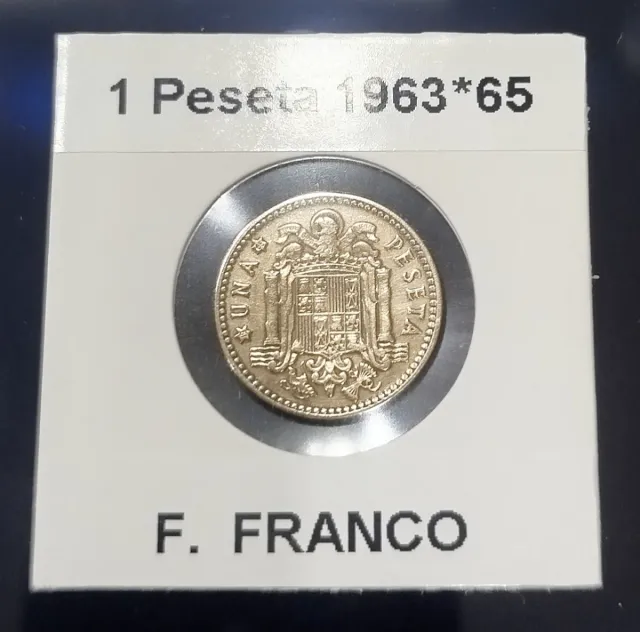 1 Peseta 1963*65
UNA PESETA
F. FRANCO